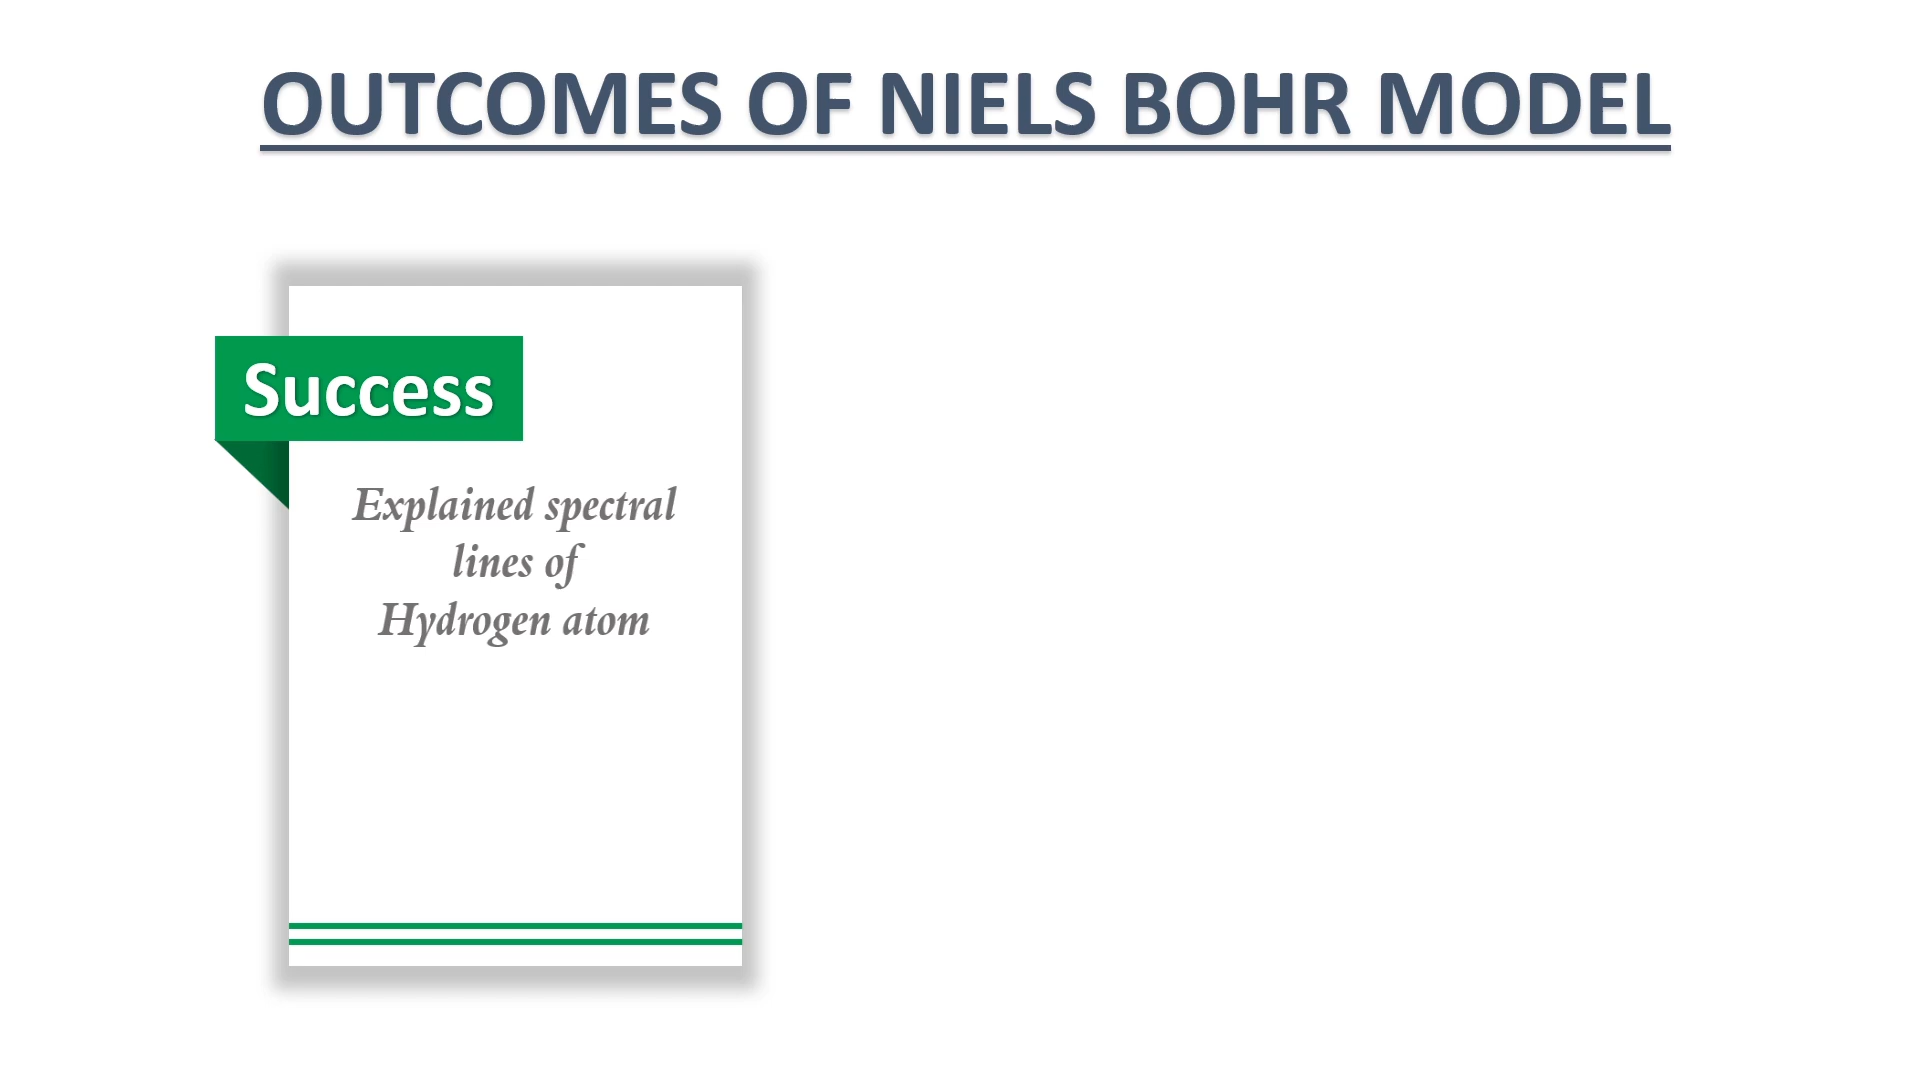 OUTCOMES OF NIELS BOHR MODEL
Success
Explained spectral
lines of
Hydrogen atom